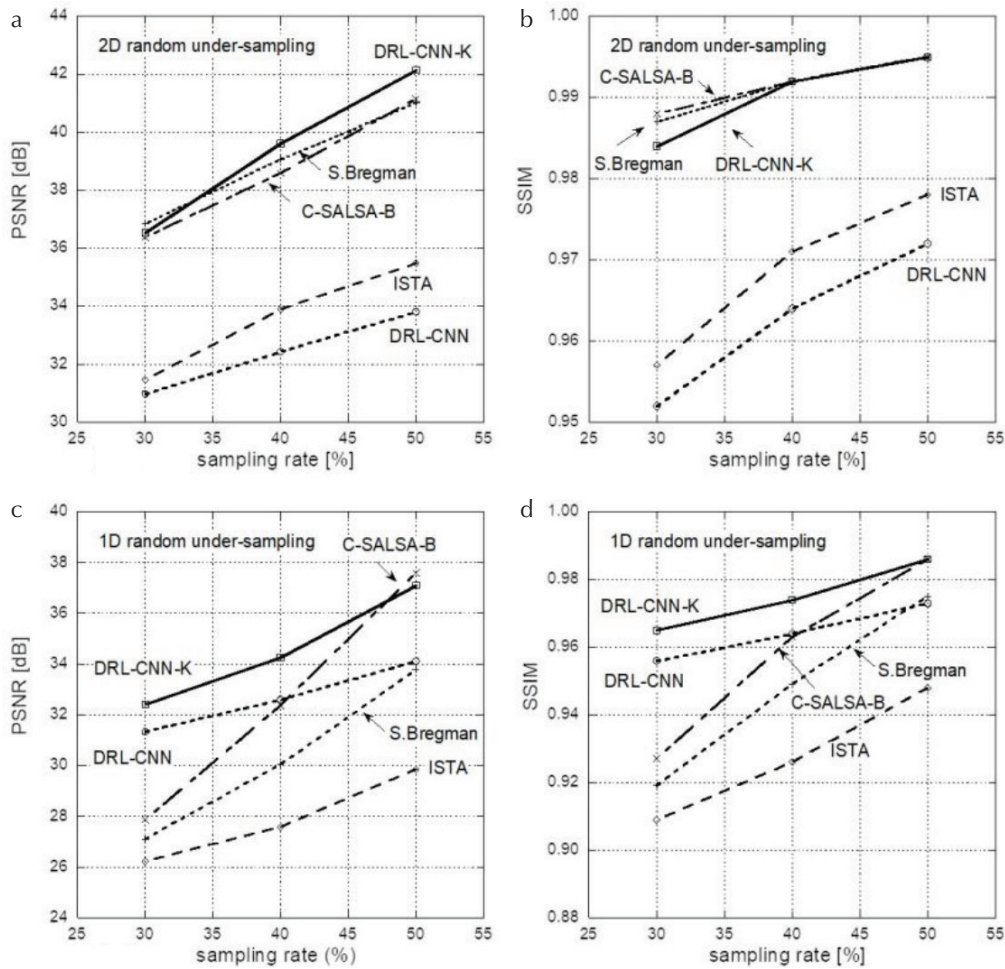 a
44
42
40
38
36
34
32
30
PSNR [dB]
2D random under-sampling
DRL-CNN-K
S.Bregman
C-SALSA-B
ISTA
DRL-CNN
25 30 35 40 45 50 55
sampling rate [%]
b
1.00
0.99
0.98
0.97
0.96
0.95
SSIM
2D random under-sampling
C-SALSA-B
S.Bregman
DRL-CNN-K
ISTA
DRL-CNN
25 30 35 40 45 50 55
sampling rate [%]
c
40
38
36
34
32
30
28
26
24
PSNR [dB]
1D random under-sampling
C-SALSA-B
DRL-CNN-K
DRL-CNN
S.Bregman
ISTA
25 30 35 40 45 50 55
sampling rate (%)
d
1.00
0.98
0.96
0.94
0.92
0.90
0.88
SSIM
1D random under-sampling
DRL-CNN-K
DRL-CNN
S.Bregman
C-SALSA-B
ISTA
25 30 35 40 45 50 55
sampling rate [%]